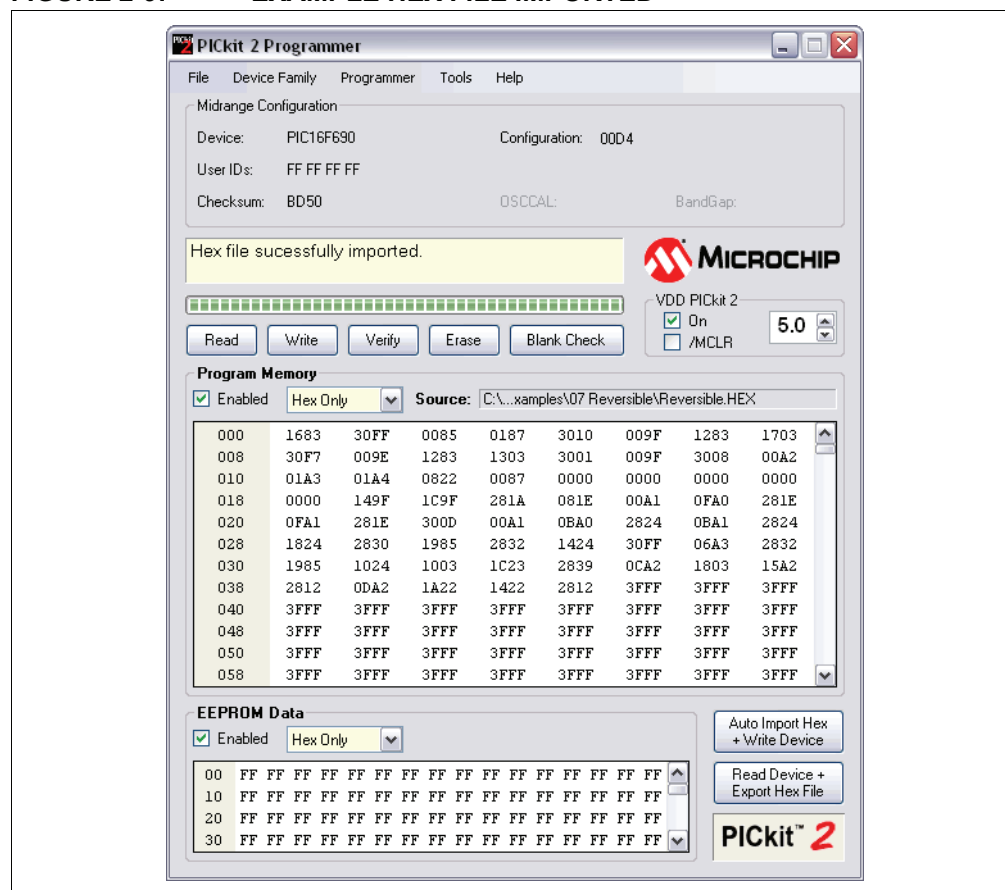 PICkit 2 Programmer
File Device Family Programmer Tools Help
Midrange Configuration
Device: PIC16F690 Configuration: 00D4
User IDs: FF FF FF FF
Checksum: BD50 OSCCAL: BandGap:
Hex file sucessfully imported.
MICROCHIP
VDD PICkit 2
On
/MCLR
5.0
Read Write Verify Erase Blank Check
Program Memory
Enabled Hex Only Source: C:\...xamples\07 Reversible\Reversible.HEX
000 1683 30FF 0085 0187 3010 009F 1283 1703
008 30F7 009E 1283 1303 3001 009F 3008 00A2
010 01A3 01A4 0822 0087 0000 0000 0000 0000
018 0000 149F 1C9F 281A 081E 00A1 0FA0 281E
020 0FA1 281E 300D 00A1 0BA0 2824 0BA1 2824
028 1824 2830 1985 2832 1424 30FF 06A3 2832
030 1985 1024 1003 1C23 2839 0CA2 1803 15A2
038 2812 0DA2 1A22 1422 2812 3FFF 3FFF 3FFF
040 3FFF 3FFF 3FFF 3FFF 3FFF 3FFF 3FFF 3FFF
048 3FFF 3FFF 3FFF 3FFF 3FFF 3FFF 3FFF 3FFF
050 3FFF 3FFF 3FFF 3FFF 3FFF 3FFF 3FFF 3FFF
058 3FFF 3FFF 3FFF 3FFF 3FFF 3FFF 3FFF 3FFF
EEPROM Data
Enabled Hex Only
00 FF FF FF FF FF FF FF FF FF FF FF FF FF FF FF FF
10 FF FF FF FF FF FF FF FF FF FF FF FF FF FF FF FF
20 FF FF FF FF FF FF FF FF FF FF FF FF FF FF FF FF
30 FF FF FF FF FF FF FF FF FF FF FF FF FF FF FF FF
Auto Import Hex
+ Write Device
Read Device +
Export Hex File
PICkit™ 2